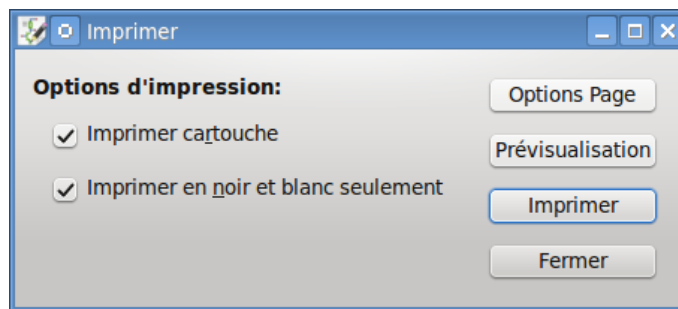 Imprimer
Options d'impression:
Imprimer cartouche
Imprimer en noir et blanc seulement
Options Page
Prévisualisation
Imprimer
Fermer